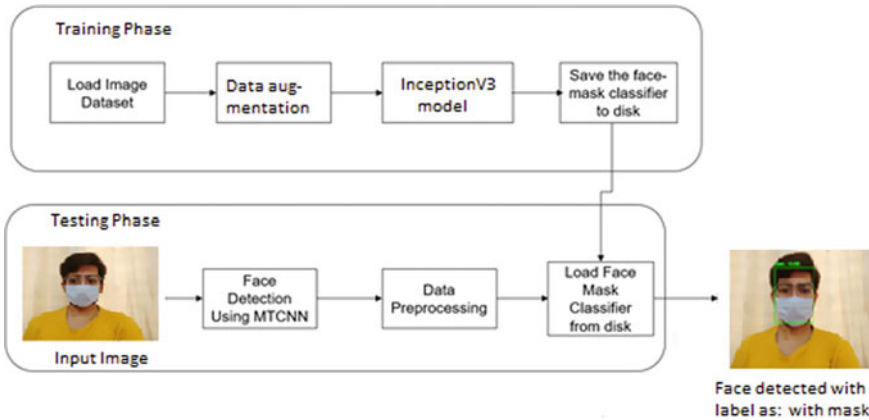 Training Phase
Load Image
Dataset
Data aug-
mentation
InceptionV3
model
Save the face-
mask classifier
to disk
Testing Phase
Face
Detection
Using MTCNN
Data
Preprocessing
Load Face
Mask
Classifier
from disk
Input Image
Face detected with
label as: with mask